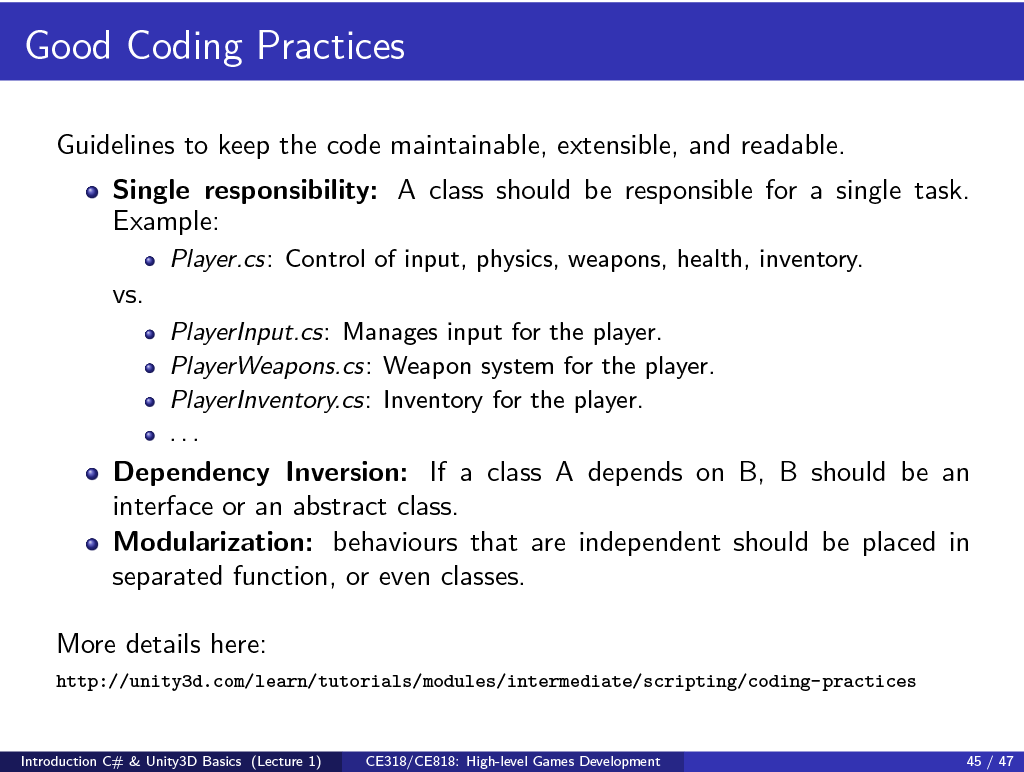 Good Coding Practices
Guidelines to keep the code maintainable, extensible, and readable.
Single responsibility: A class should be responsible for a single task.
Example:
Player.cs: Control of input, physics, weapons, health, inventory.
vs.
PlayerInput.cs: Manages input for the player.
PlayerWeapons.cs: Weapon system for the player.
PlayerInventory.cs: Inventory for the player.
. . .
Dependency Inversion: If a class A depends on B, B should be an
interface or an abstract class.
Modularization: behaviours that are independent should be placed in
separated function, or even classes.
More details here:
http://unity3d.com/learn/tutorials/modules/intermediate/scripting/coding-practices
Introduction C# & Unity3D Basics (Lecture 1) CE318/CE818: High-level Games Development 45 / 47